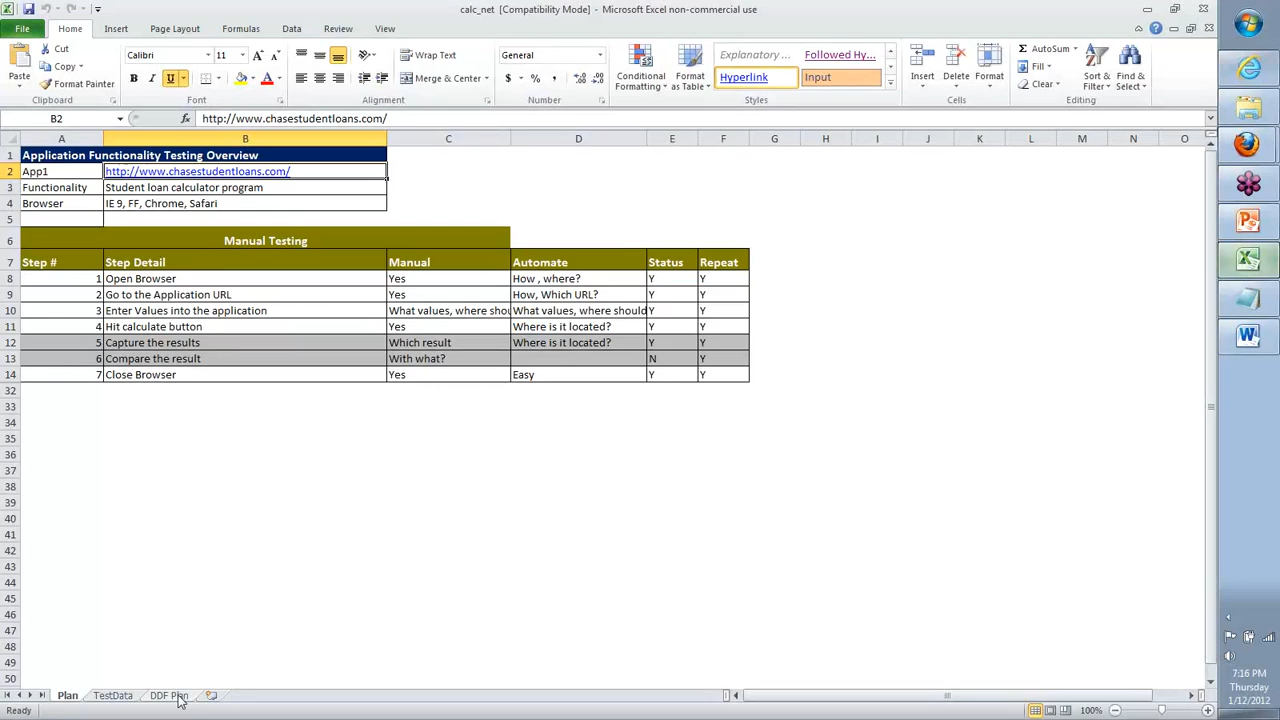 calc_net [Compatibility Mode] - Microsoft Excel non-commercial use
File Home Insert Page Layout Formulas Data Review View
Paste Cut Copy Format Painter
Calibri 11 Wrap Text General Explanatory ... Followed Hy... AutoSum
B I U Merge & Center $ % , Conditional Formatting Format as Table Hyperlink Input Insert Delete Format Fill Clear Sort & Filter Find & Select
Clipboard Font Alignment Number Styles Cells Editing
B2 fx http://www.chasestudentloans.com/
A B C D E F G H I J K L M N O
1 Application Functionality Testing Overview
2 App1 http://www.chasestudentloans.com/
3 Functionality Student loan calculator program
4 Browser IE 9, FF, Chrome, Safari
5
6 Manual Testing
7 Step # Step Detail Manual Automate Status Repeat
8 1 Open Browser Yes How , where? Y Y
9 2 Go to the Application URL Yes How, Which URL? Y Y
10 3 Enter Values into the application What values, where shou What values, where should Y Y
11 4 Hit calculate button Yes Where is it located? Y Y
12 5 Capture the results Which result Where is it located? Y Y
13 6 Compare the result With what? N Y
14 7 Close Browser Yes Easy Y Y
32
33
34
35
36
37
38
39
40
41
42
43
44
45
46
47
48
49
50
Plan TestData DDF Plan
Ready 100%
7:16 PM
Thursday
1/12/2012